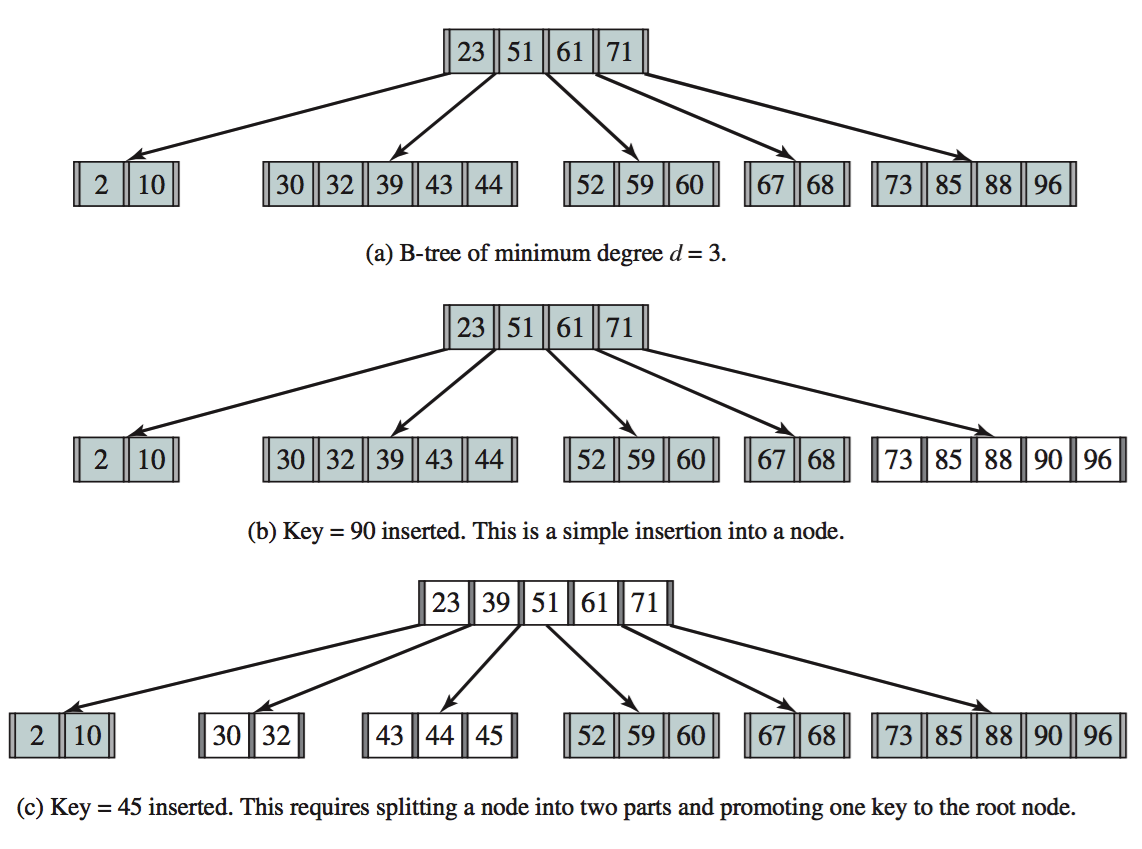 23 51 61 71
2 10 30 32 39 43 44 52 59 60 67 68 73 85 88 96
(a) B-tree of minimum degree d = 3.
23 51 61 71
2 10 30 32 39 43 44 52 59 60 67 68 73 85 88 90 96
(b) Key = 90 inserted. This is a simple insertion into a node.
23 39 51 61 71
2 10 30 32 43 44 45 52 59 60 67 68 73 85 88 90 96
(c) Key = 45 inserted. This requires splitting a node into two parts and promoting one key to the root node.